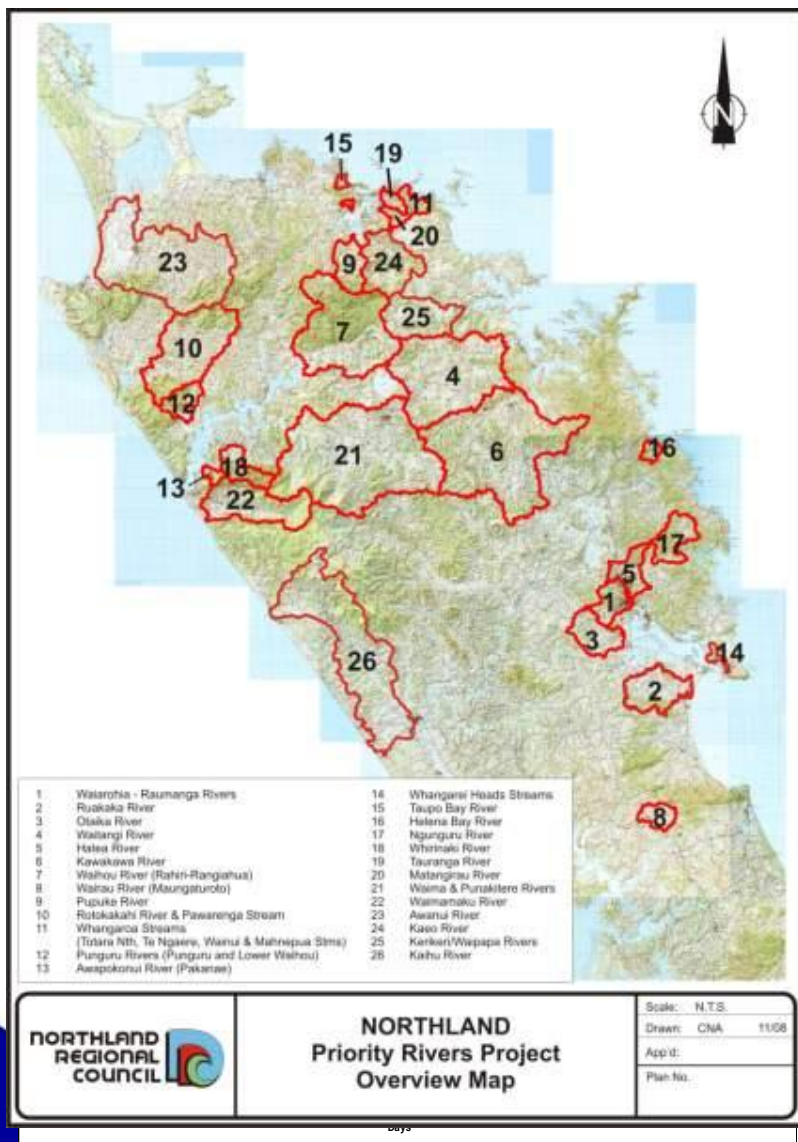 N
15
19
11
20
23
9
24
25
7
10
4
12
21
6
16
18
13
22
17
5
1
3
14
26
2
8
1 Waiarohia - Raumanga Rivers
2 Ruakaka River
3 Otaika River
4 Waitangi River
5 Hatea River
6 Kawakawa River
7 Waihou River (Rahiri-Rangiahua)
8 Wairau River (Maungaturoto)
9 Pupuke River
10 Rotokakahi River & Pawarenga Stream
11 Whangaroa Streams
(Totara Nth, Te Ngaere, Wainui & Mahnepua Stms)
12 Punguru Rivers (Punguru and Lower Waihou)
13 Awapokonui River (Pakanae)
14 Whangarei Heads Streams
15 Taupo Bay River
16 Helena Bay River
17 Ngunguru River
18 Whirinaki River
19 Tauranga River
20 Matangirau River
21 Waima & Punakitere Rivers
22 Waimamaku River
23 Awanui River
24 Kaeo River
25 Kerikeri/Waipapa Rivers
26 Kaihu River
NORTHLAND
REGIONAL
COUNCIL
NORTHLAND
Priority Rivers Project
Overview Map
Scale: N.T.S.
Drawn: CNA 11/08
App'd:
Plan No.
Days